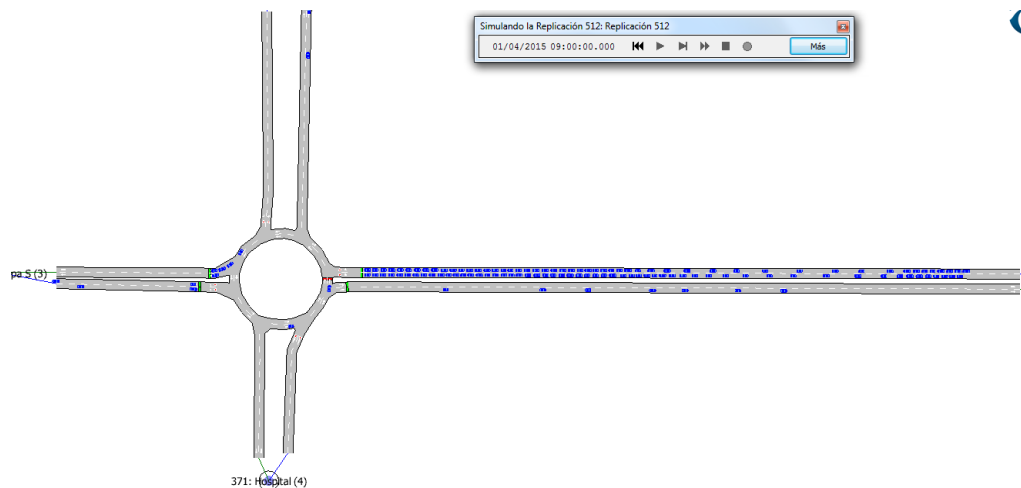 Simulando la Replicación 512: Replicación 512
01/04/2015 09:00:00.000
Más
pa S (3)
371: Hospital (4)